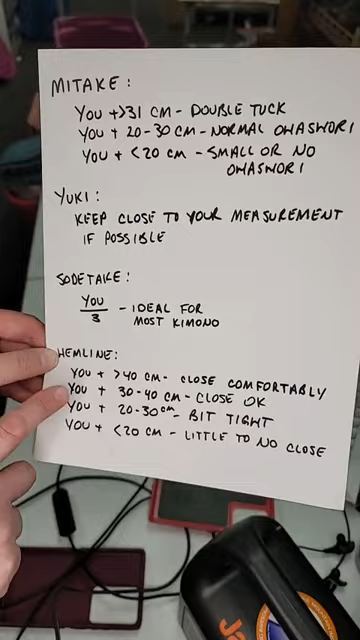 MITAKE:
YOU +>31 CM - DOUBLE TUCK
YOU + 20-30 CM - NORMAL OHASHORI
YOU + <20 CM - SMALL OR NO
OHASHORI
YUKI:
KEEP CLOSE TO YOUR MEASUREMENT
IF POSSIBLE
SODETAKE:
YOU
3
- IDEAL FOR
MOST KIMONO
HEMLINE:
YOU + >40 CM - CLOSE COMFORTABLY
YOU + 30-40 CM - CLOSE OK
YOU + 20-30 CM - BIT TIGHT
YOU + <20 CM - LITTLE TO NO CLOSE